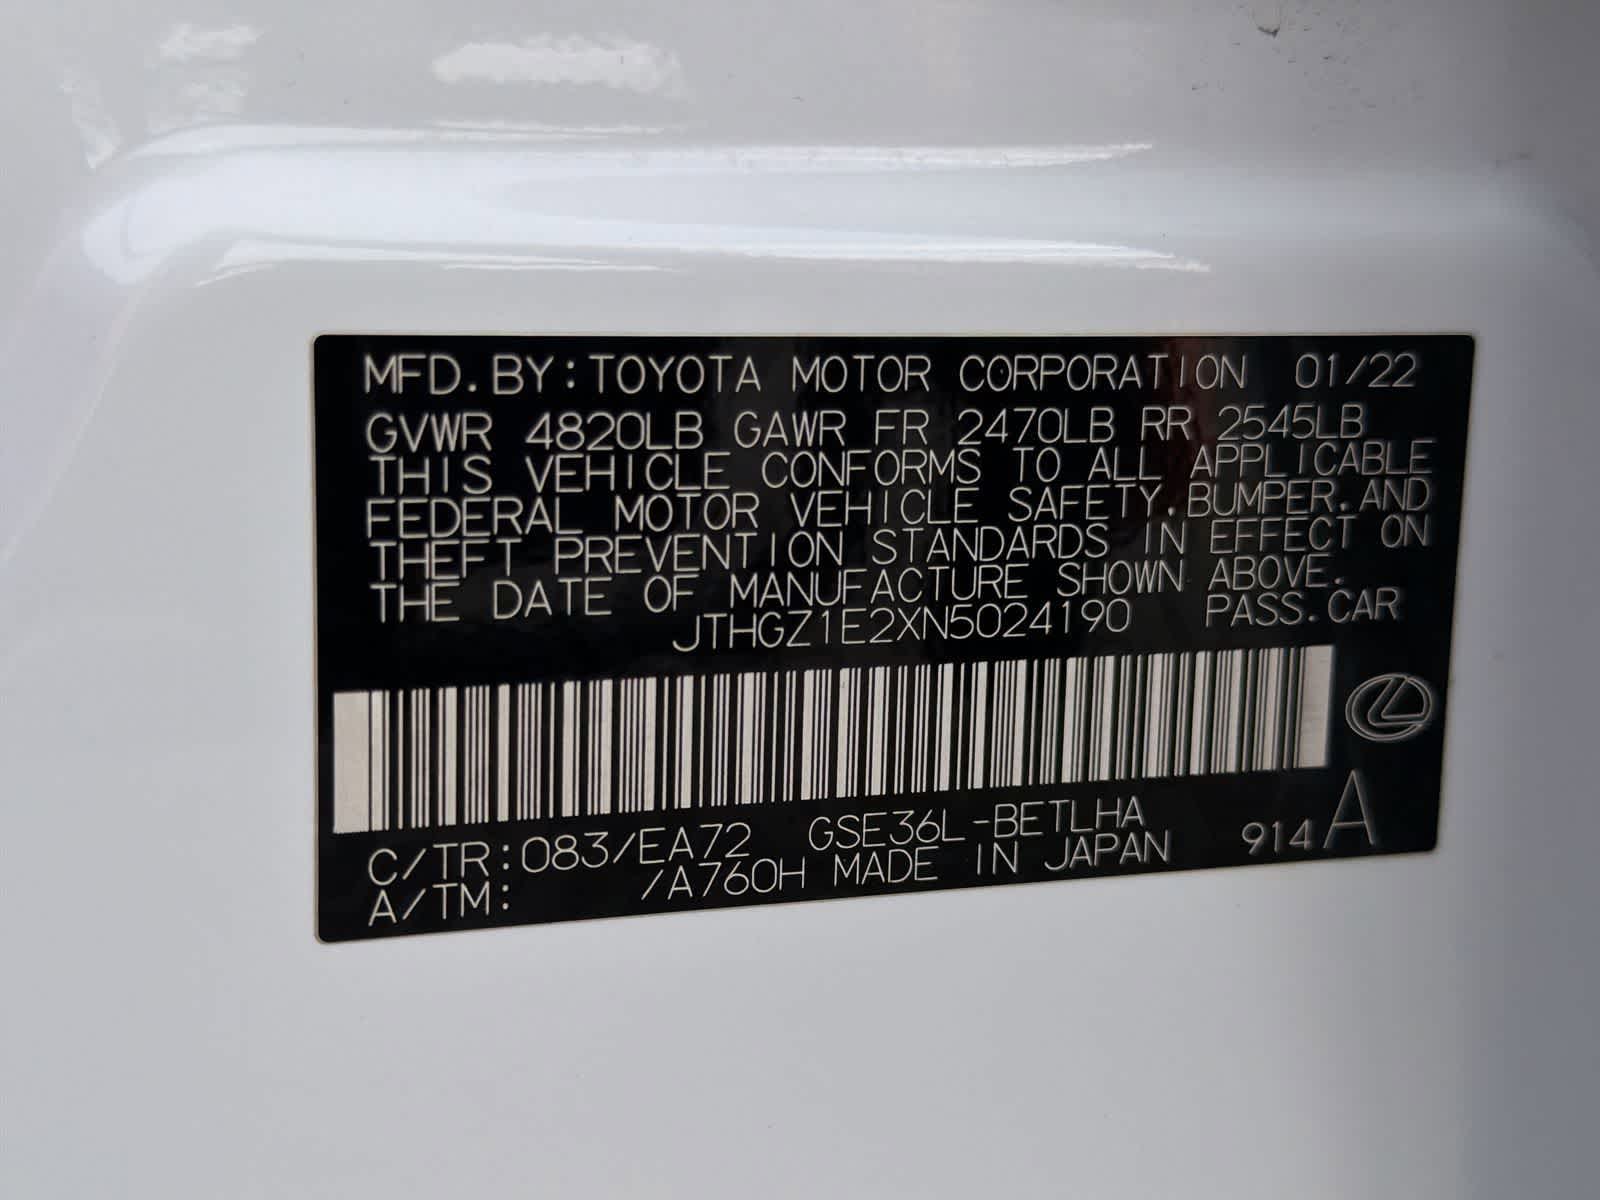 MFD. BY: TOYOTA MOTOR CORPORATION 01/22
GVWR 4820LB GAWR FR 2470LB RR 2545LB
THIS VEHICLE CONFORMS TO ALL APPLICABLE
FEDERAL MOTOR VEHICLE SAFETY, BUMPER, AND
THEFT PREVENTION STANDARDS IN EFFECT ON
THE DATE OF MANUFACTURE SHOWN ABOVE.
JTHGZ1E2XN5024190 PASS. CAR
C/TR: 083/EA72 GSE36L-BETLHA
A/TM: /A760H MADE IN JAPAN 914 A